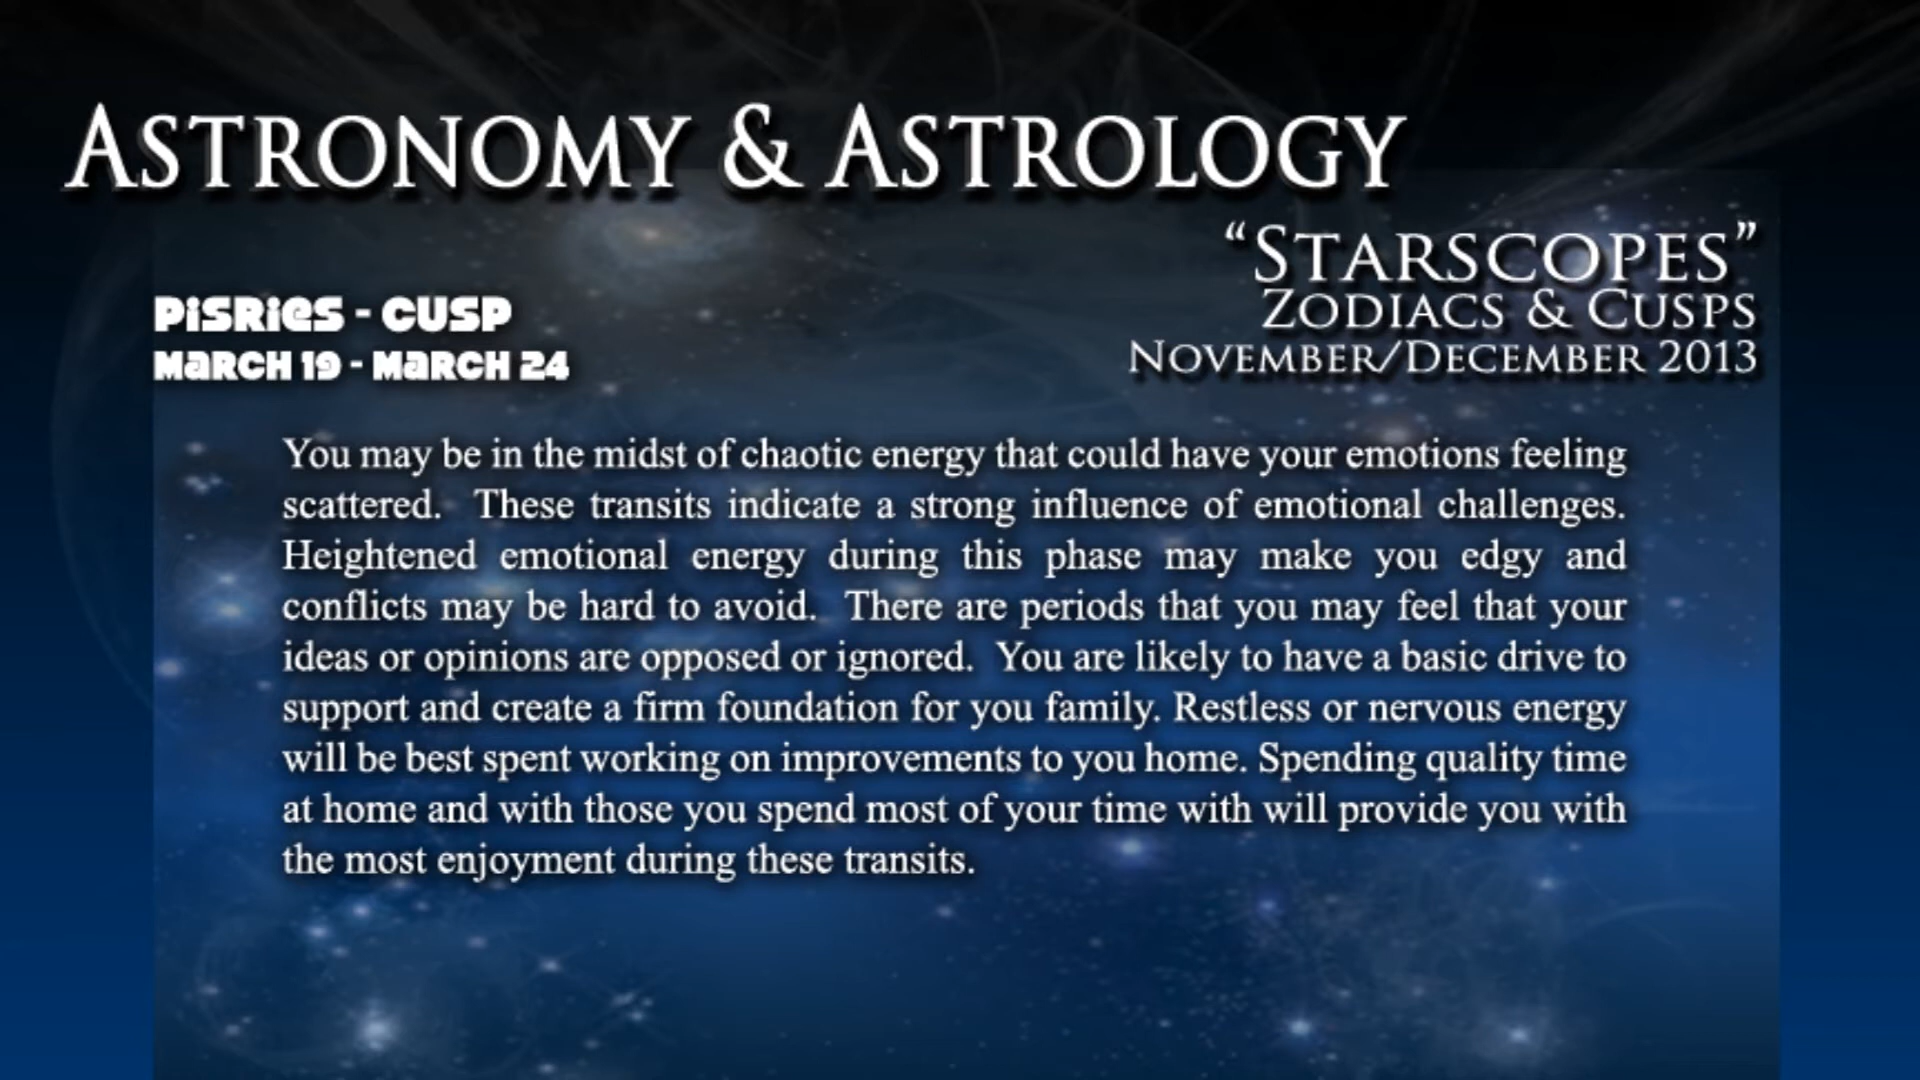 ASTRONOMY & ASTROLOGY
“STARSCOPES”
ZODIACS & CUSPS
NOVEMBER/DECEMBER 2013
PiSRieS - CUSP
MaRCH 19 - MaRCH 24
You may be in the midst of chaotic energy that could have your emotions feeling
scattered. These transits indicate a strong influence of emotional challenges.
Heightened emotional energy during this phase may make you edgy and
conflicts may be hard to avoid. There are periods that you may feel that your
ideas or opinions are opposed or ignored. You are likely to have a basic drive to
support and create a firm foundation for you family. Restless or nervous energy
will be best spent working on improvements to you home. Spending quality time
at home and with those you spend most of your time with will provide you with
the most enjoyment during these transits.